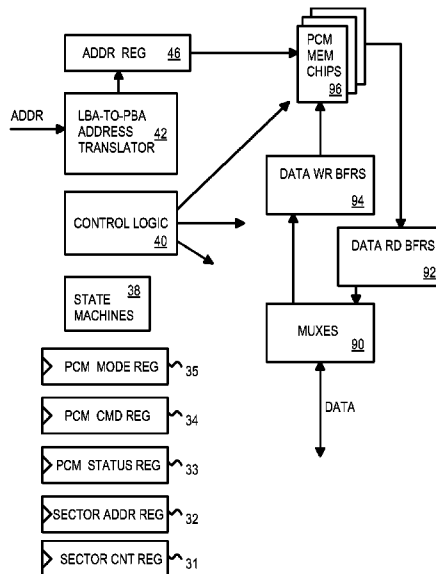 ADDR REG 46
PCM
MEM
CHIPS
96
ADDR
LBA-TO-PBA
ADDRESS 42
TRANSLATOR
DATA WR BFRS
94
CONTROL LOGIC
40
DATA RD BFRS
92
STATE 38
MACHINES
MUXES
90
PCM MODE REG 35
DATA
PCM CMD REG 34
PCM STATUS REG 33
SECTOR ADDR REG 32
SECTOR CNT REG 31